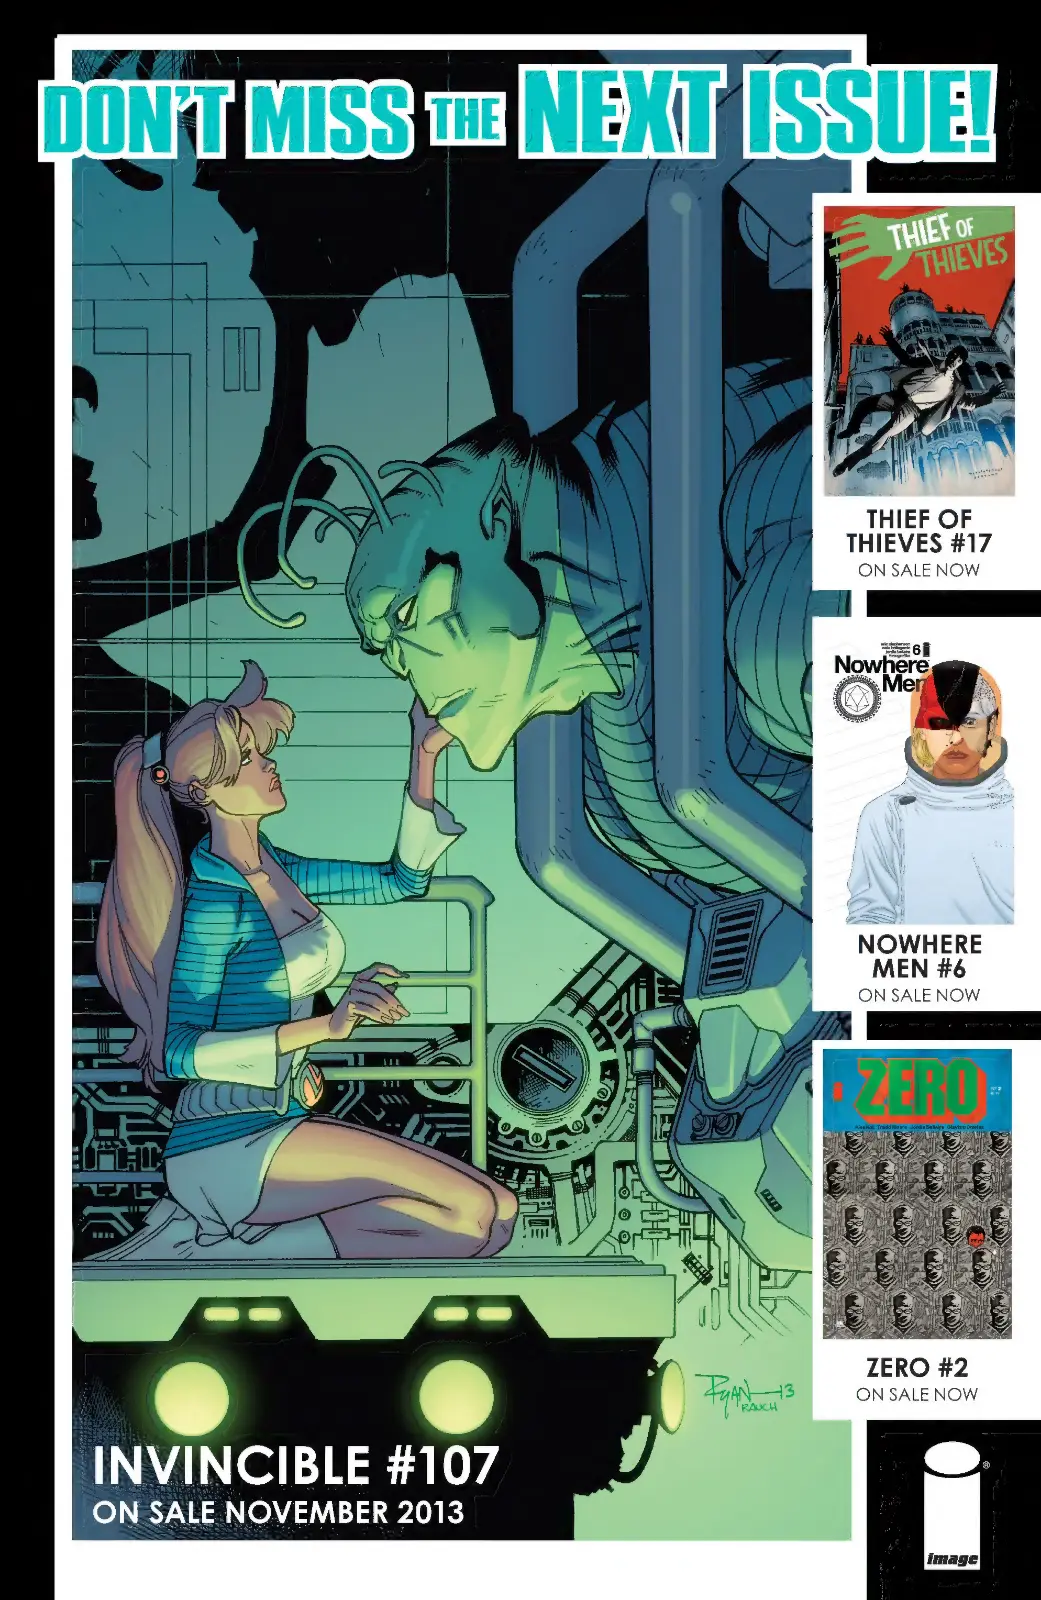 DON'T MISS THE NEXT ISSUE!
THIEF OF
THIEVES
THIEF OF
THIEVES #17
ON SALE NOW
6
Nowhere
Men
NOWHERE
MEN #6
ON SALE NOW
ZERO
ZERO #2
ON SALE NOW
RYAN 13
RAUCH
INVINCIBLE #107
ON SALE NOVEMBER 2013
®
image